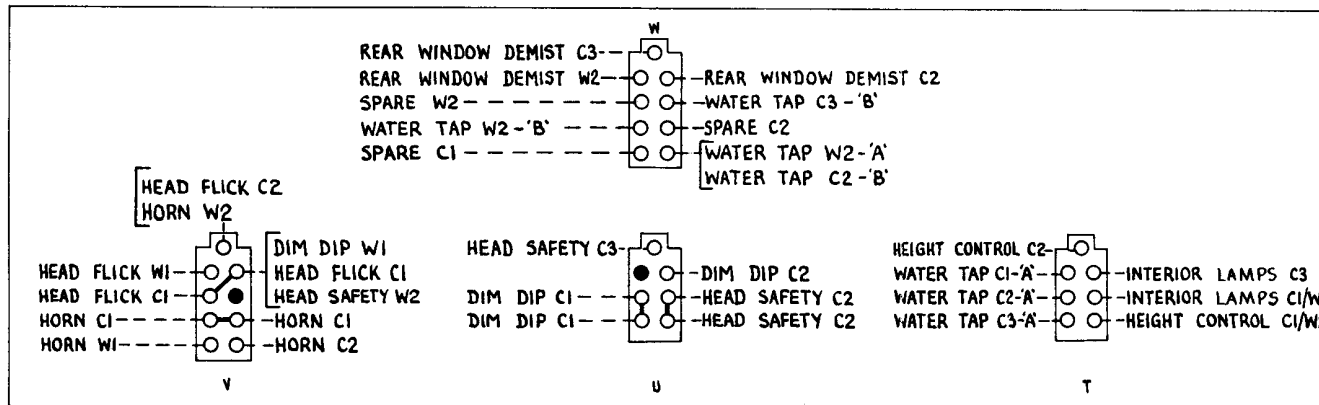 W
REAR WINDOW DEMIST C3
REAR WINDOW DEMIST W2
REAR WINDOW DEMIST C2
SPARE W2
WATER TAP C3-'B'
WATER TAP W2-'B'
SPARE C2
SPARE C1
WATER TAP W2-'A'
WATER TAP C2-'B'
HEAD FLICK C2
HORN W2
DIM DIP W1
HEAD FLICK W1
HEAD FLICK C1
HEAD FLICK C1
HEAD SAFETY W2
HORN C1
HORN C1
HORN W1
HORN C2
V
HEAD SAFETY C3
DIM DIP C2
DIM DIP C1
HEAD SAFETY C2
DIM DIP C1
HEAD SAFETY C2
U
HEIGHT CONTROL C2
WATER TAP C1-'A'
INTERIOR LAMPS C3
WATER TAP C2-'A'
INTERIOR LAMPS C1/W
WATER TAP C3-'A'
HEIGHT CONTROL C1/W
T